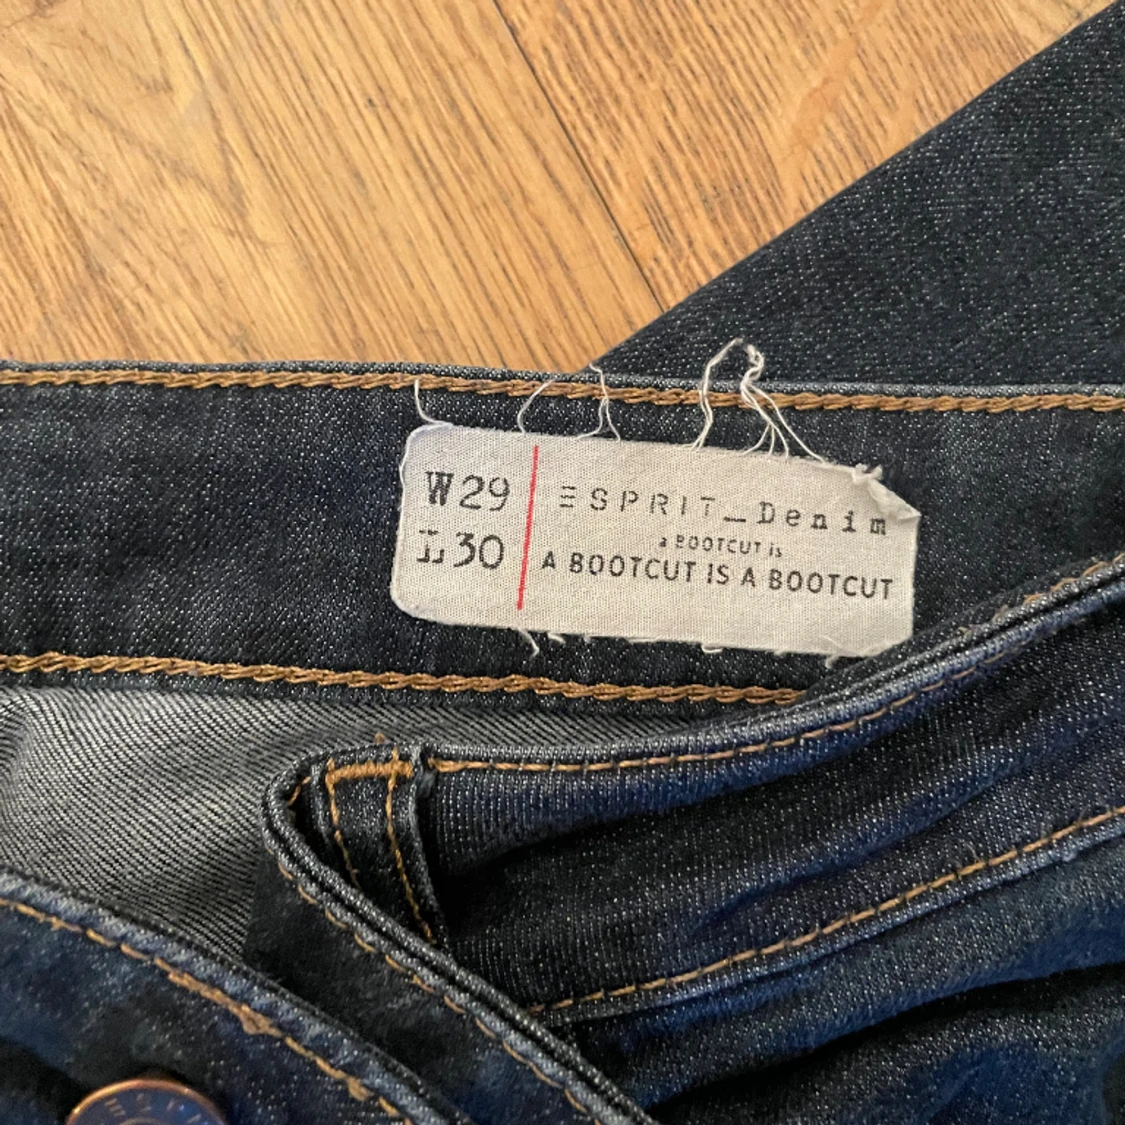 W29
L30
ESPRIT_Denim
a BOOTCUT is
A BOOTCUT IS A BOOTCUT